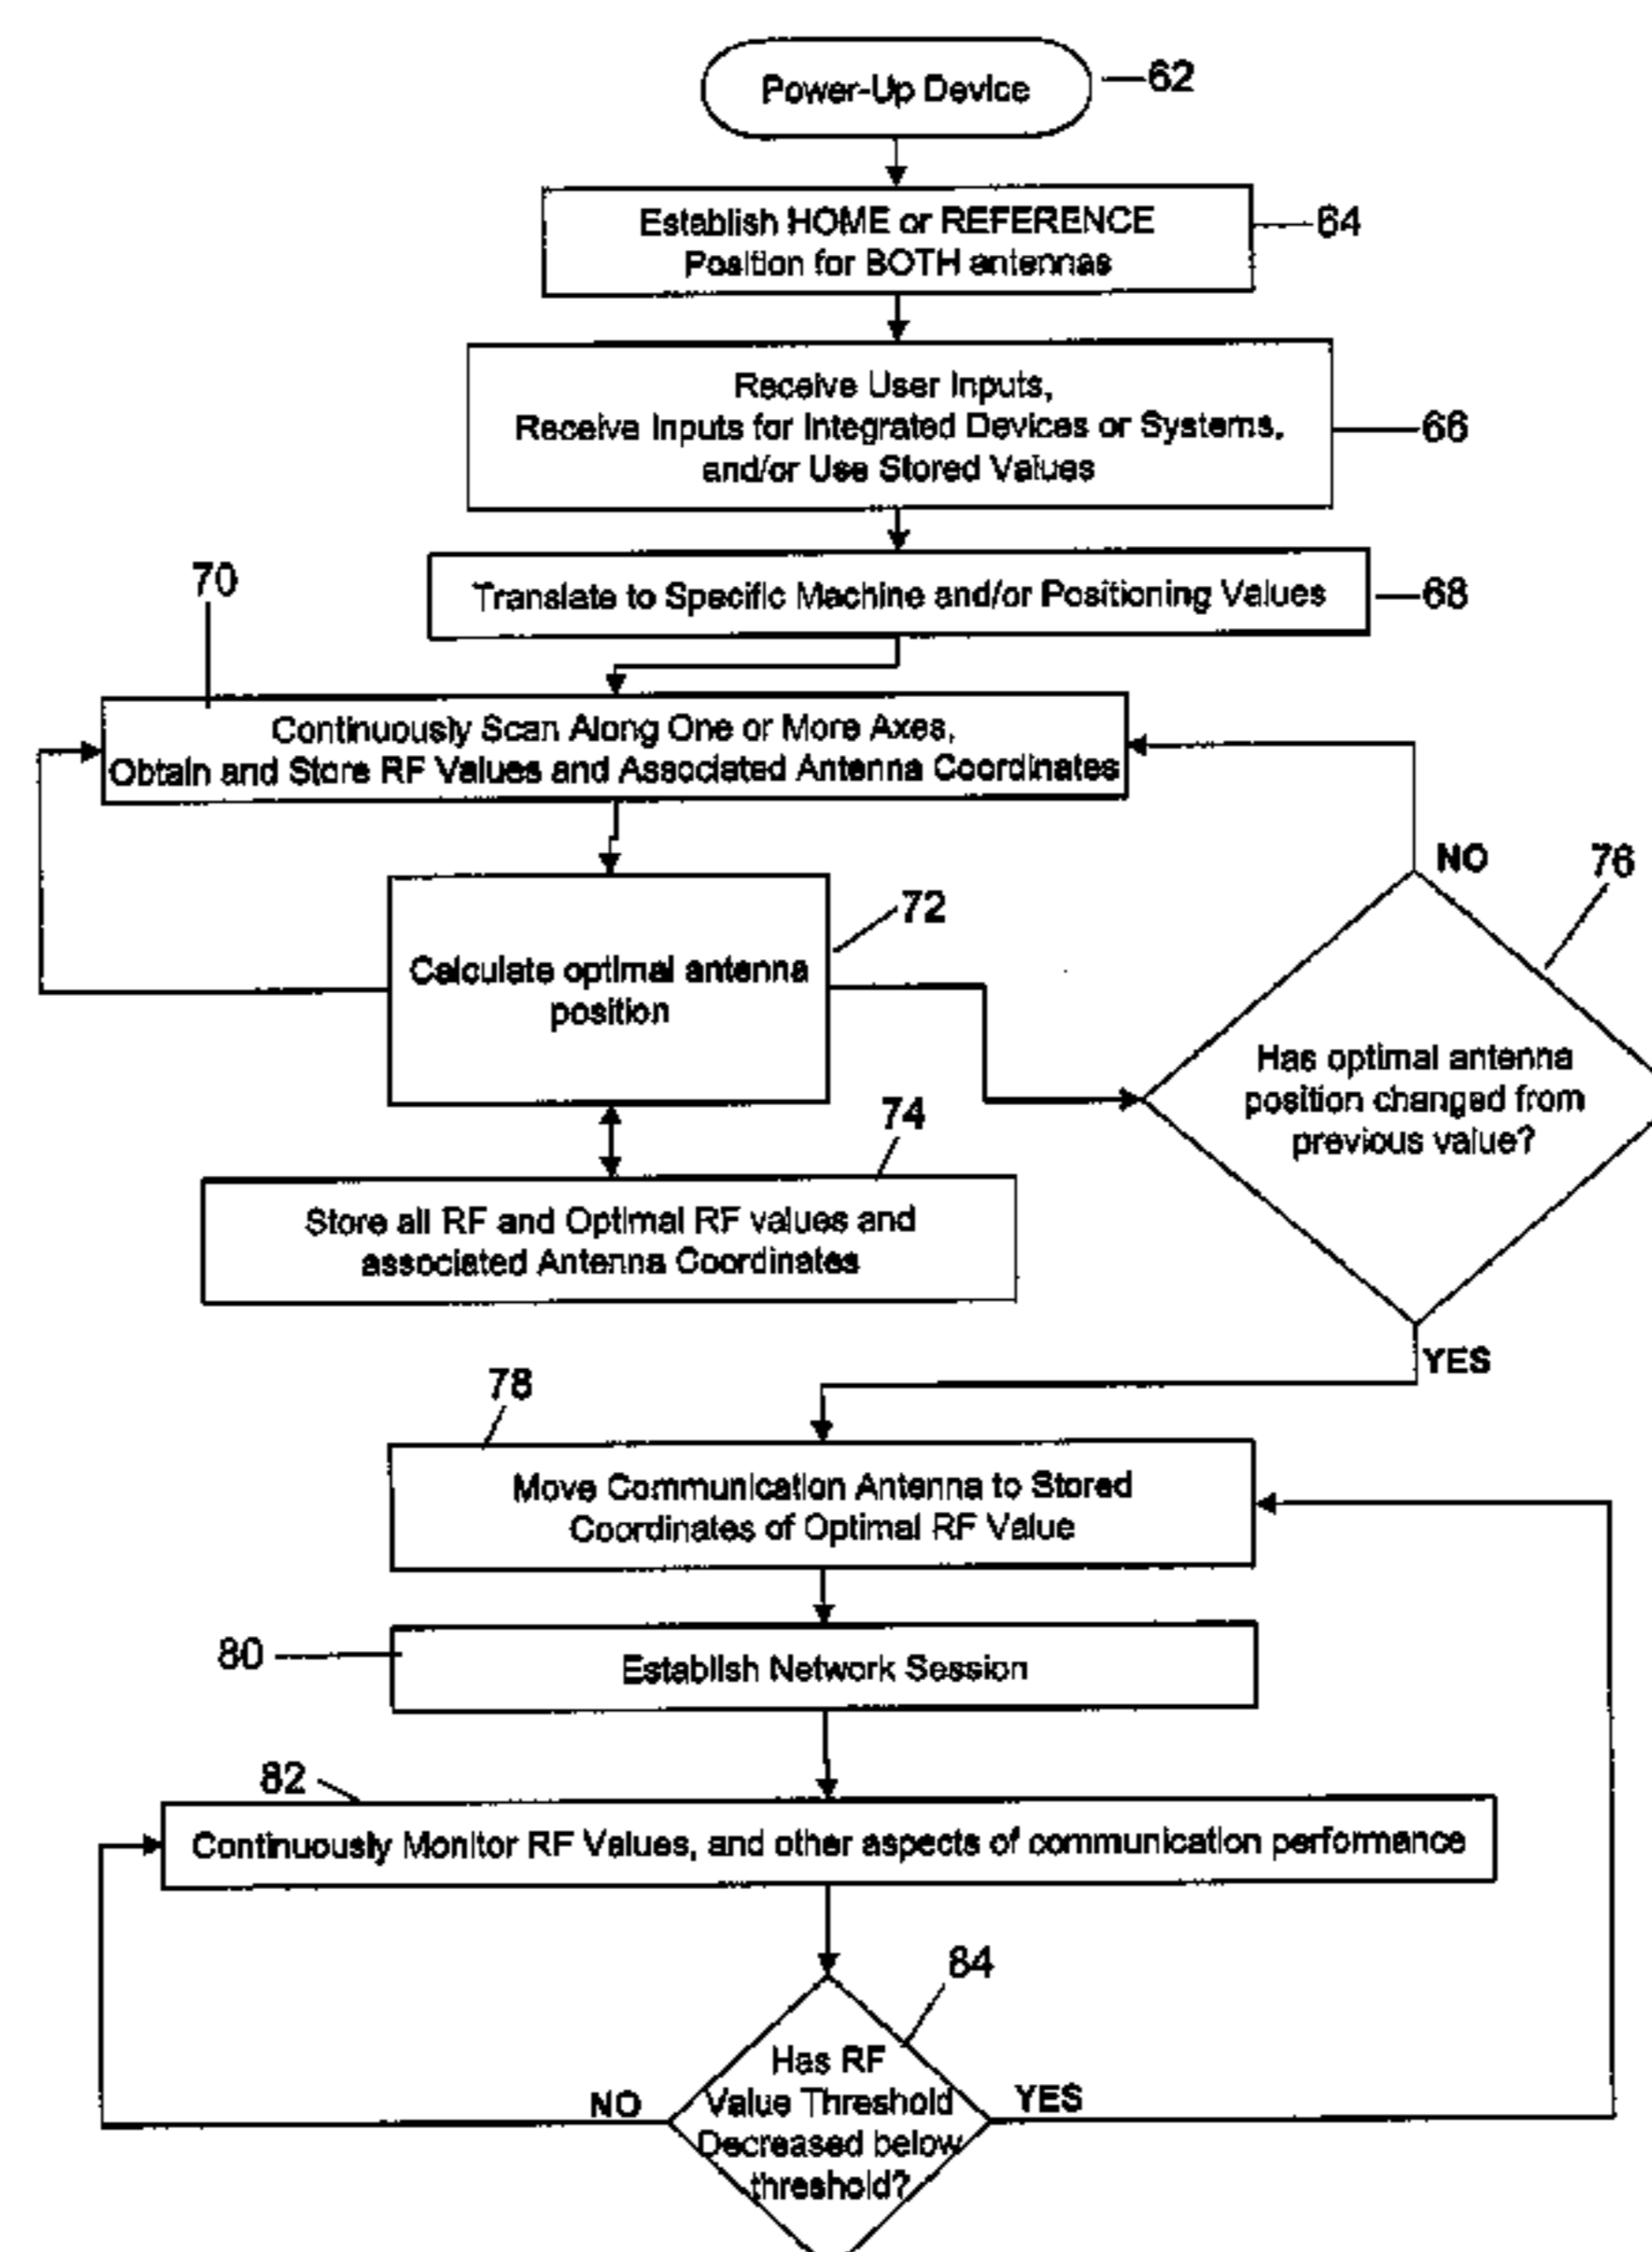 Power-Up Device
62
Establish HOME or REFERENCE
Position for BOTH antennas
64
Receive User Inputs,
Receive Inputs for Integrated Devices or Systems,
and/or Use Stored Values
66
Translate to Specific Machine and/or Positioning Values
68
70
Continuously Scan Along One or More Axes,
Obtain and Store RF Values and Associated Antenna Coordinates
72
Calculate optimal antenna
position
NO
76
Has optimal antenna
position changed from
previous value?
74
Store all RF and Optimal RF values and
associated Antenna Coordinates
YES
78
Move Communication Antenna to Stored
Coordinates of Optimal RF Value
80
Establish Network Session
82
Continuously Monitor RF Values, and other aspects of communication performance
84
Has RF
Value Threshold
Decreased below
threshold?
NO
YES